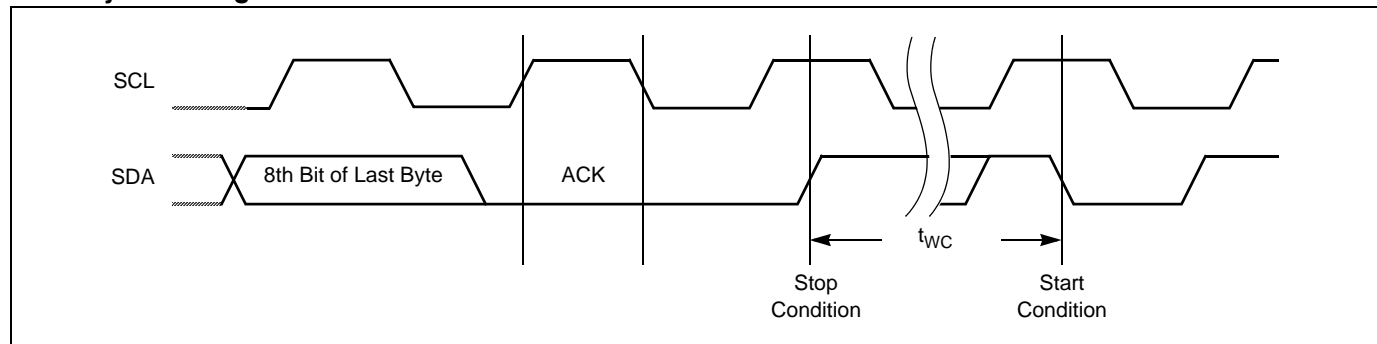 SCL
SDA
8th Bit of Last Byte
ACK
tWC
Stop
Condition
Start
Condition